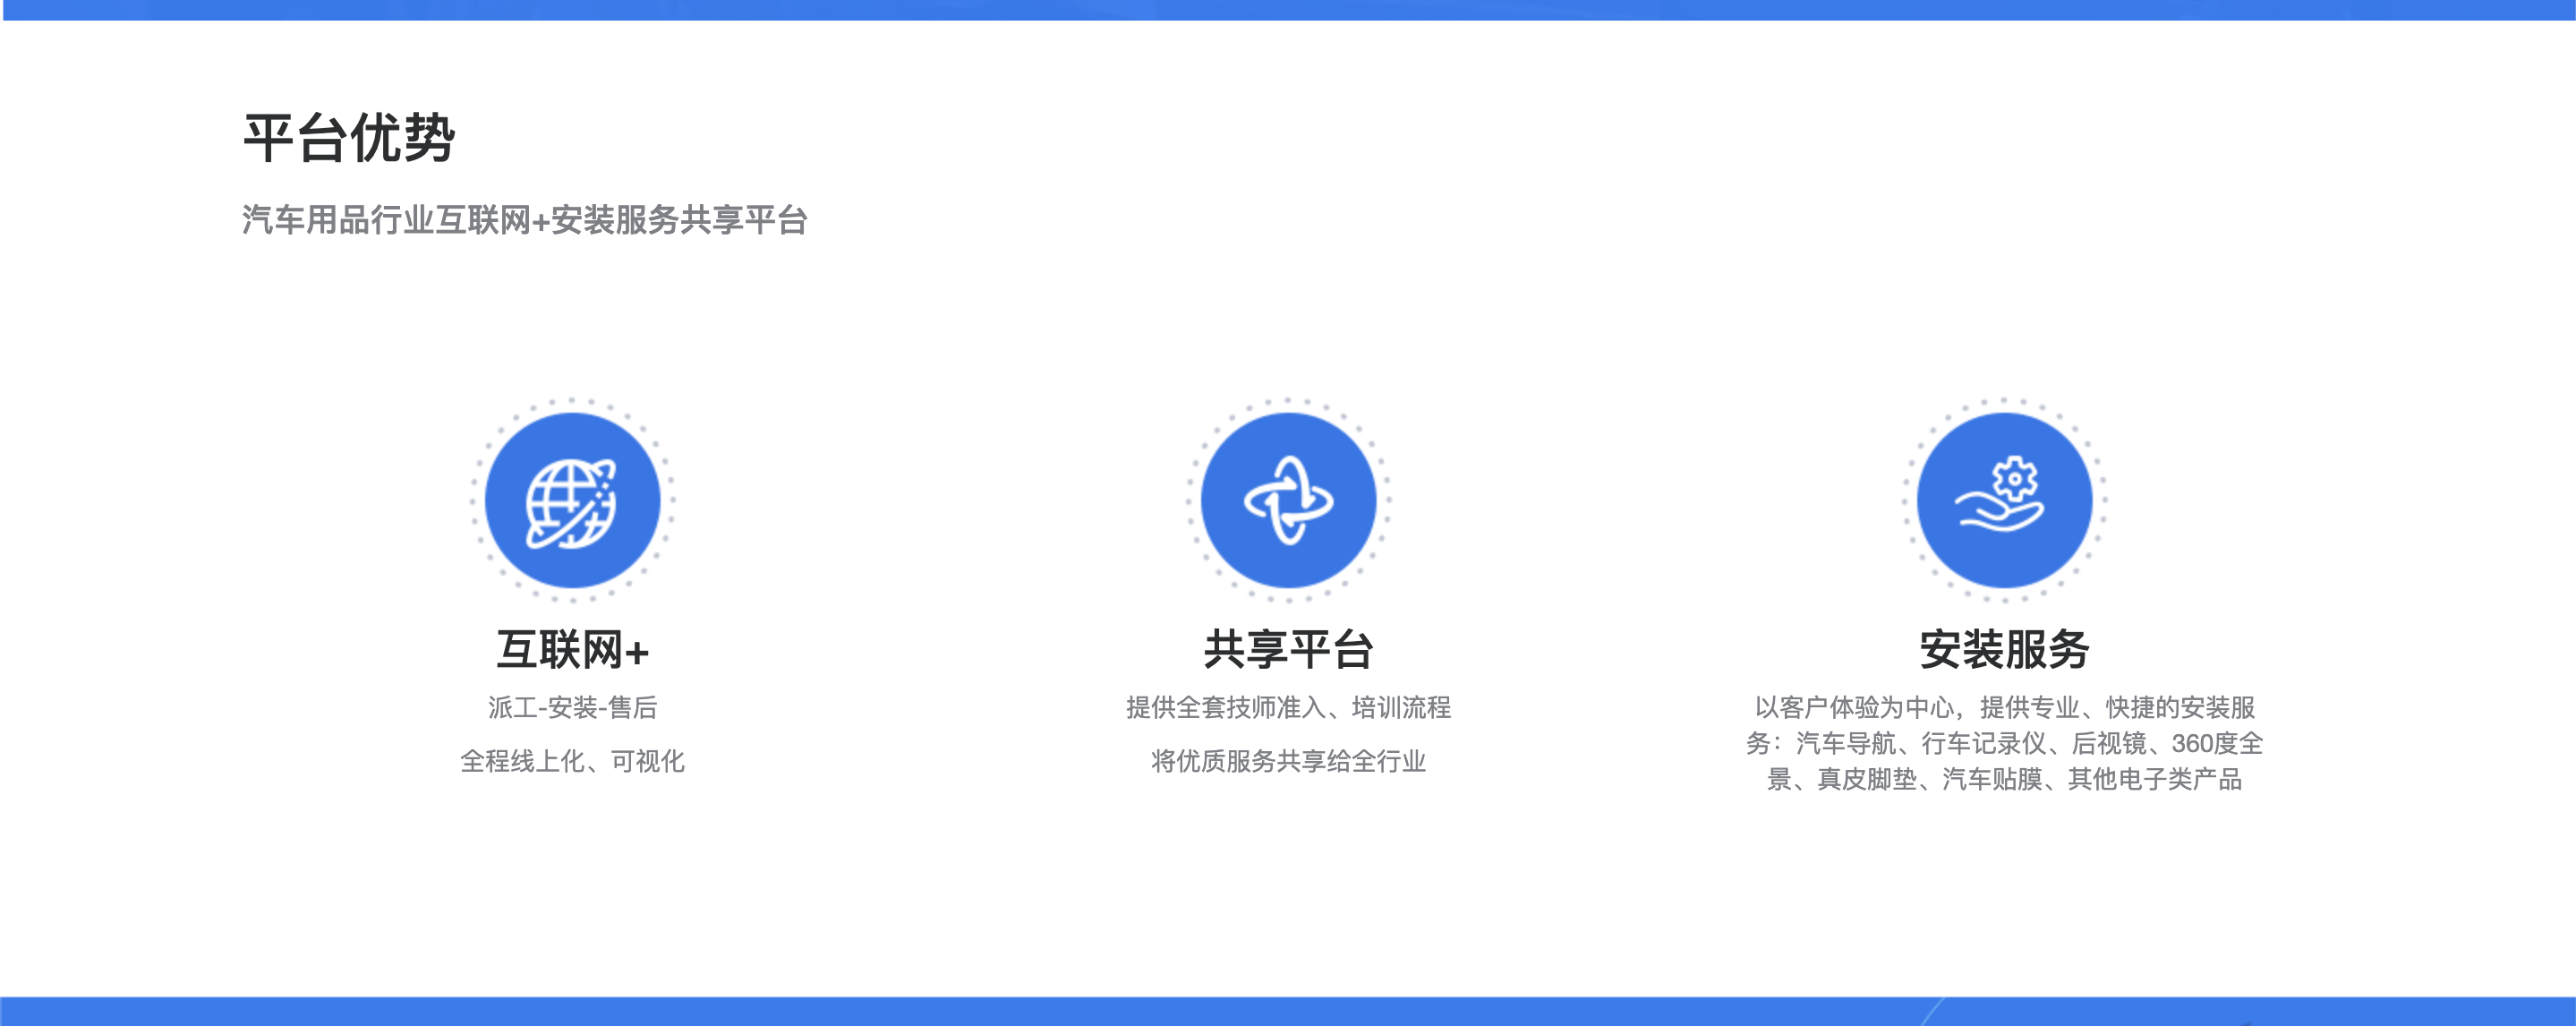 平台优势
汽车用品行业互联网+安装服务共享平台
互联网+
派工-安装-售后
全程线上化、可视化
共享平台
提供全套技师准入、培训流程
将优质服务共享给全行业
安装服务
以客户体验为中心，提供专业、快捷的安装服
务：汽车导航、行车记录仪、后视镜、360度全
景、真皮脚垫、汽车贴膜、其他电子类产品